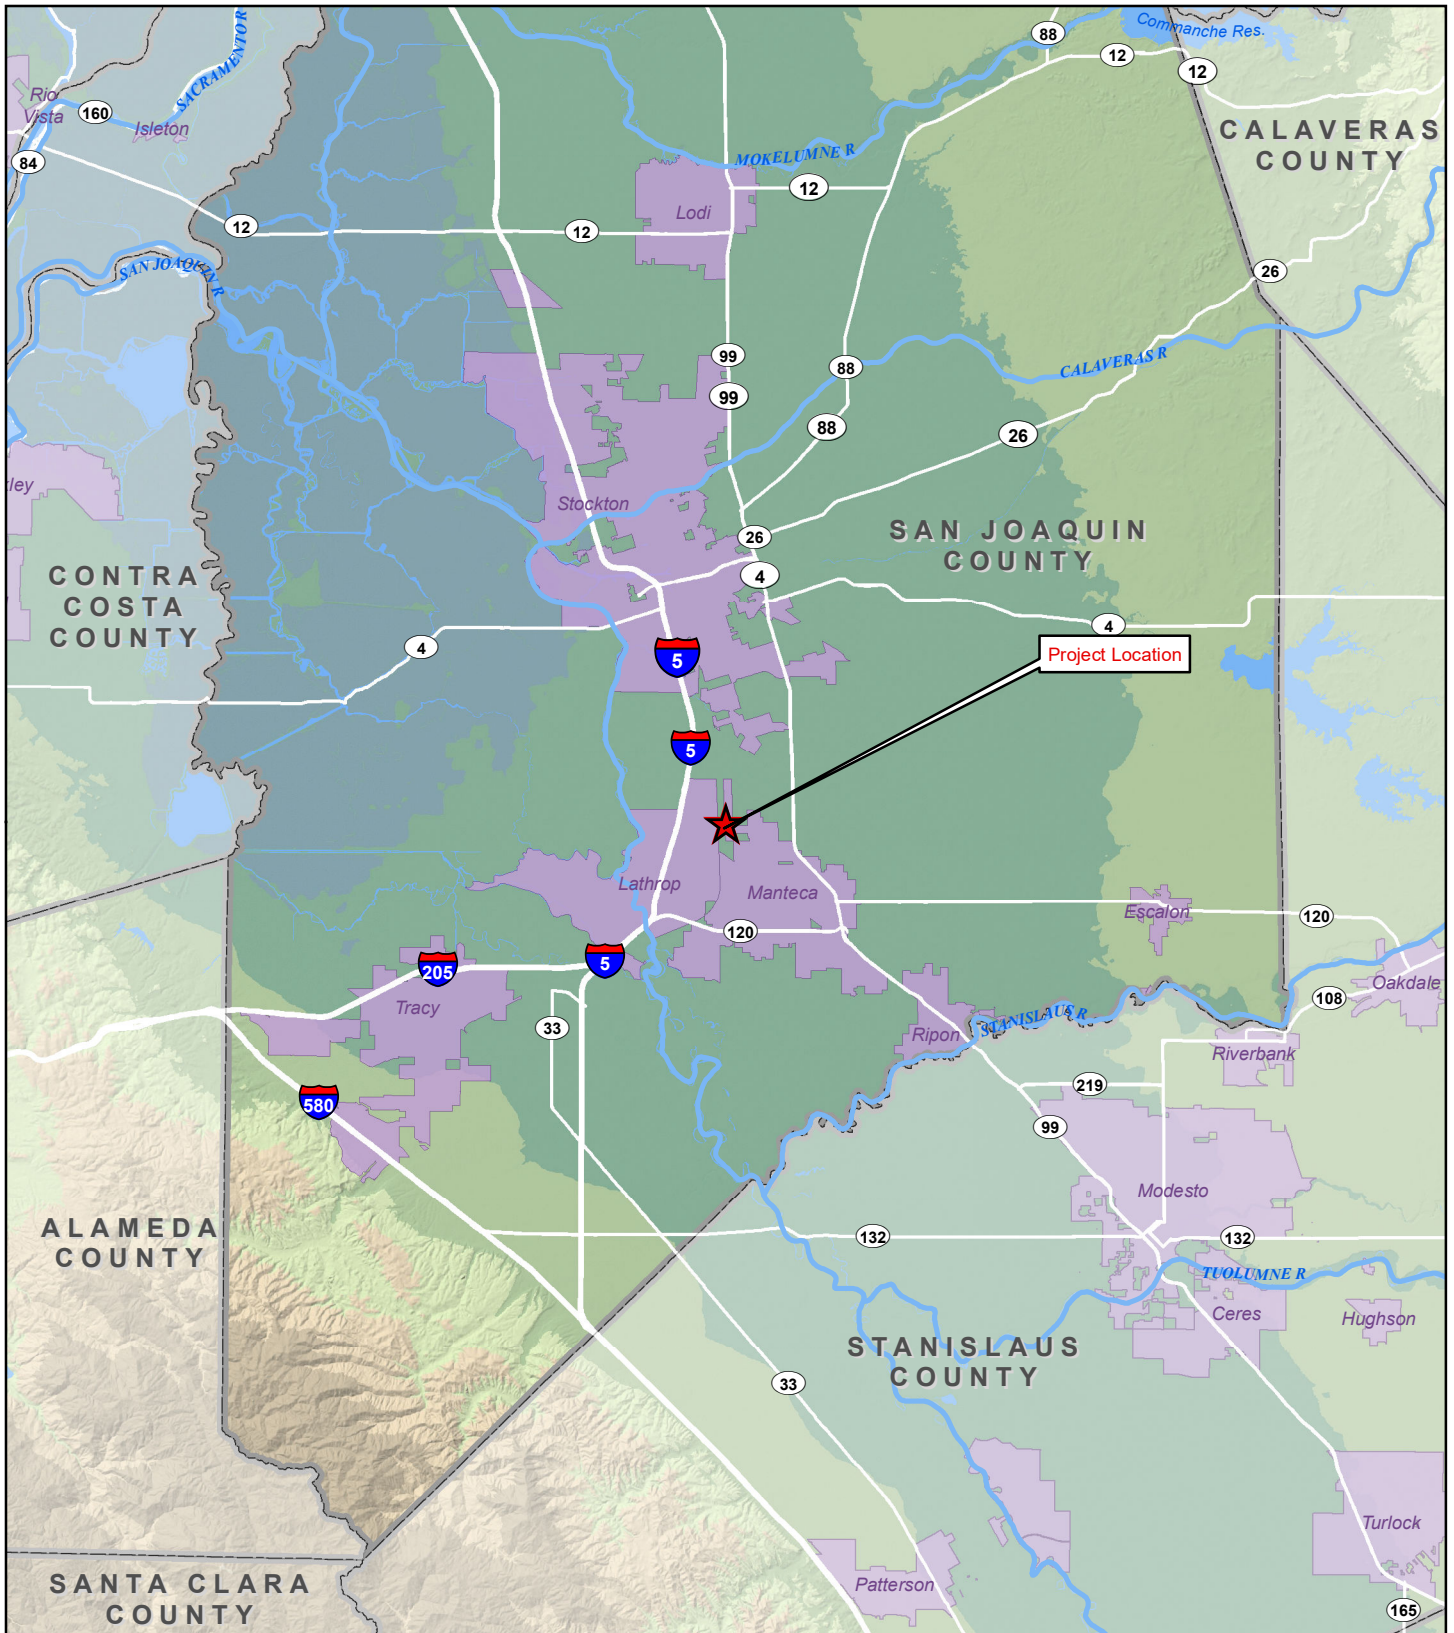 88
Commanche Res.
12
12
Rio
Vista
160
SACRAMENTO R
Isleton
CALAVERAS
COUNTY
84
MOKELUMNE R
12
Lodi
12
12
SAN JOAQUIN R
26
99
88
CALAVERAS R
99
88
26
rley
Stockton
SAN JOAQUIN
COUNTY
26
4
CONTRA
COSTA
COUNTY
4
4
5
Project Location
5
Lathrop
Manteca
Escalon
120
120
5
205
Tracy
Oakdale
108
33
Ripon
STANISLAUS R
Riverbank
219
580
99
Modesto
ALAMEDA
COUNTY
132
132
TUOLUMNE R
Ceres
Hughson
STANISLAUS
COUNTY
33
Turlock
SANTA CLARA
COUNTY
Patterson
165